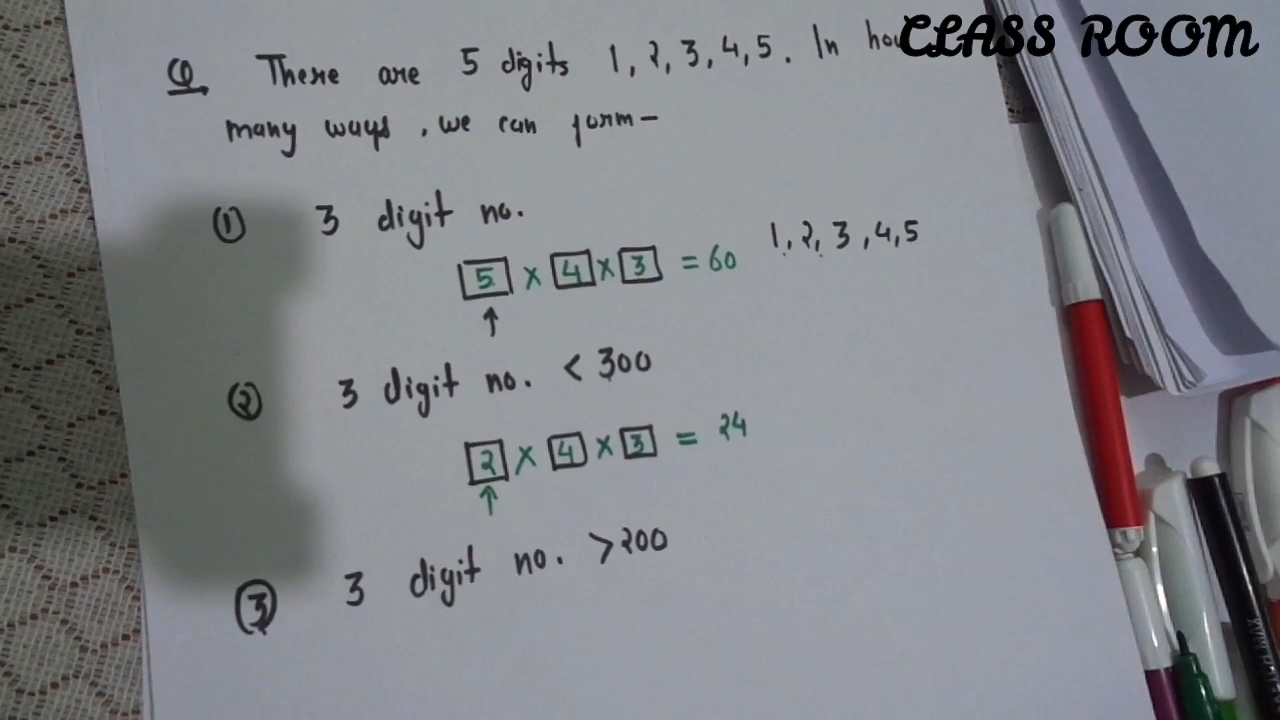 CLASS ROOM
Q. There are 5 digits 1, 2, 3, 4, 5. In
many ways, we can form-
(1) 3 digit no.
1, 2, 3, 4, 5
5 × 4 × 3 = 60
↑
(2) 3 digit no. < 300
2 × 4 × 3 = 24
↑
(3) 3 digit no. > 200